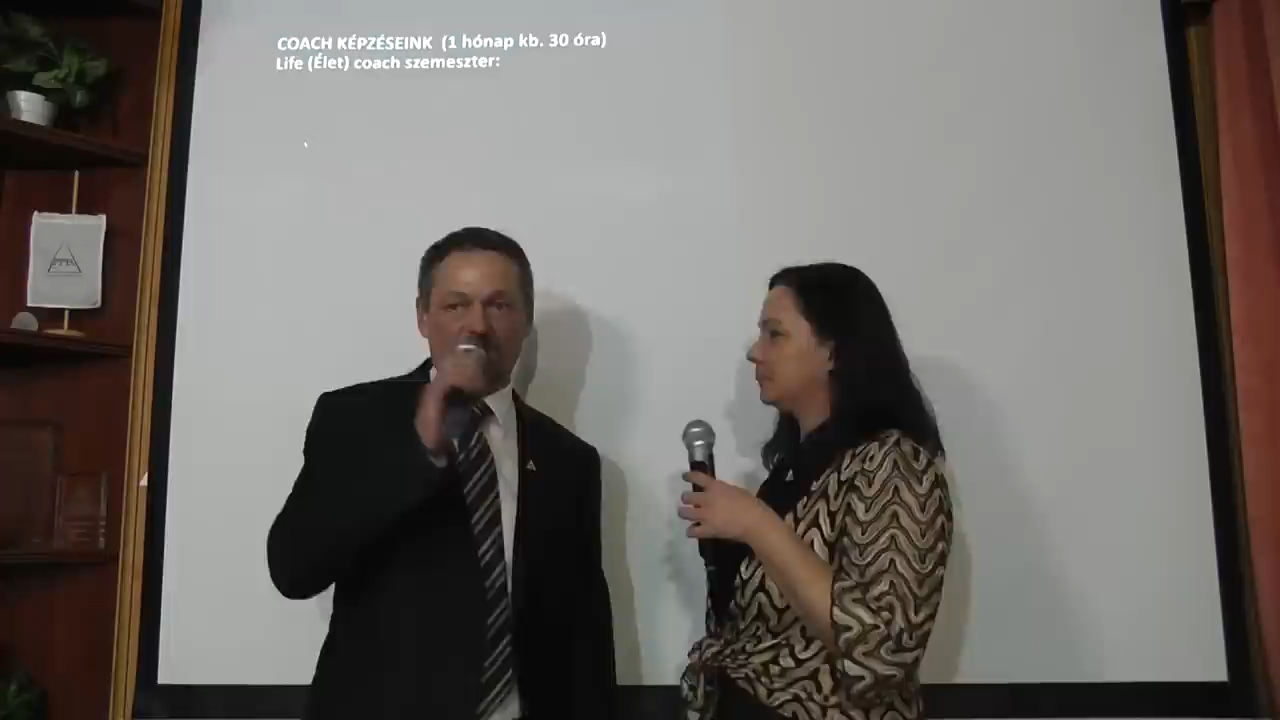 COACH KÉPZÉSEINK (1 hónap kb. 30 óra)
Life (Élet) coach szemeszter: